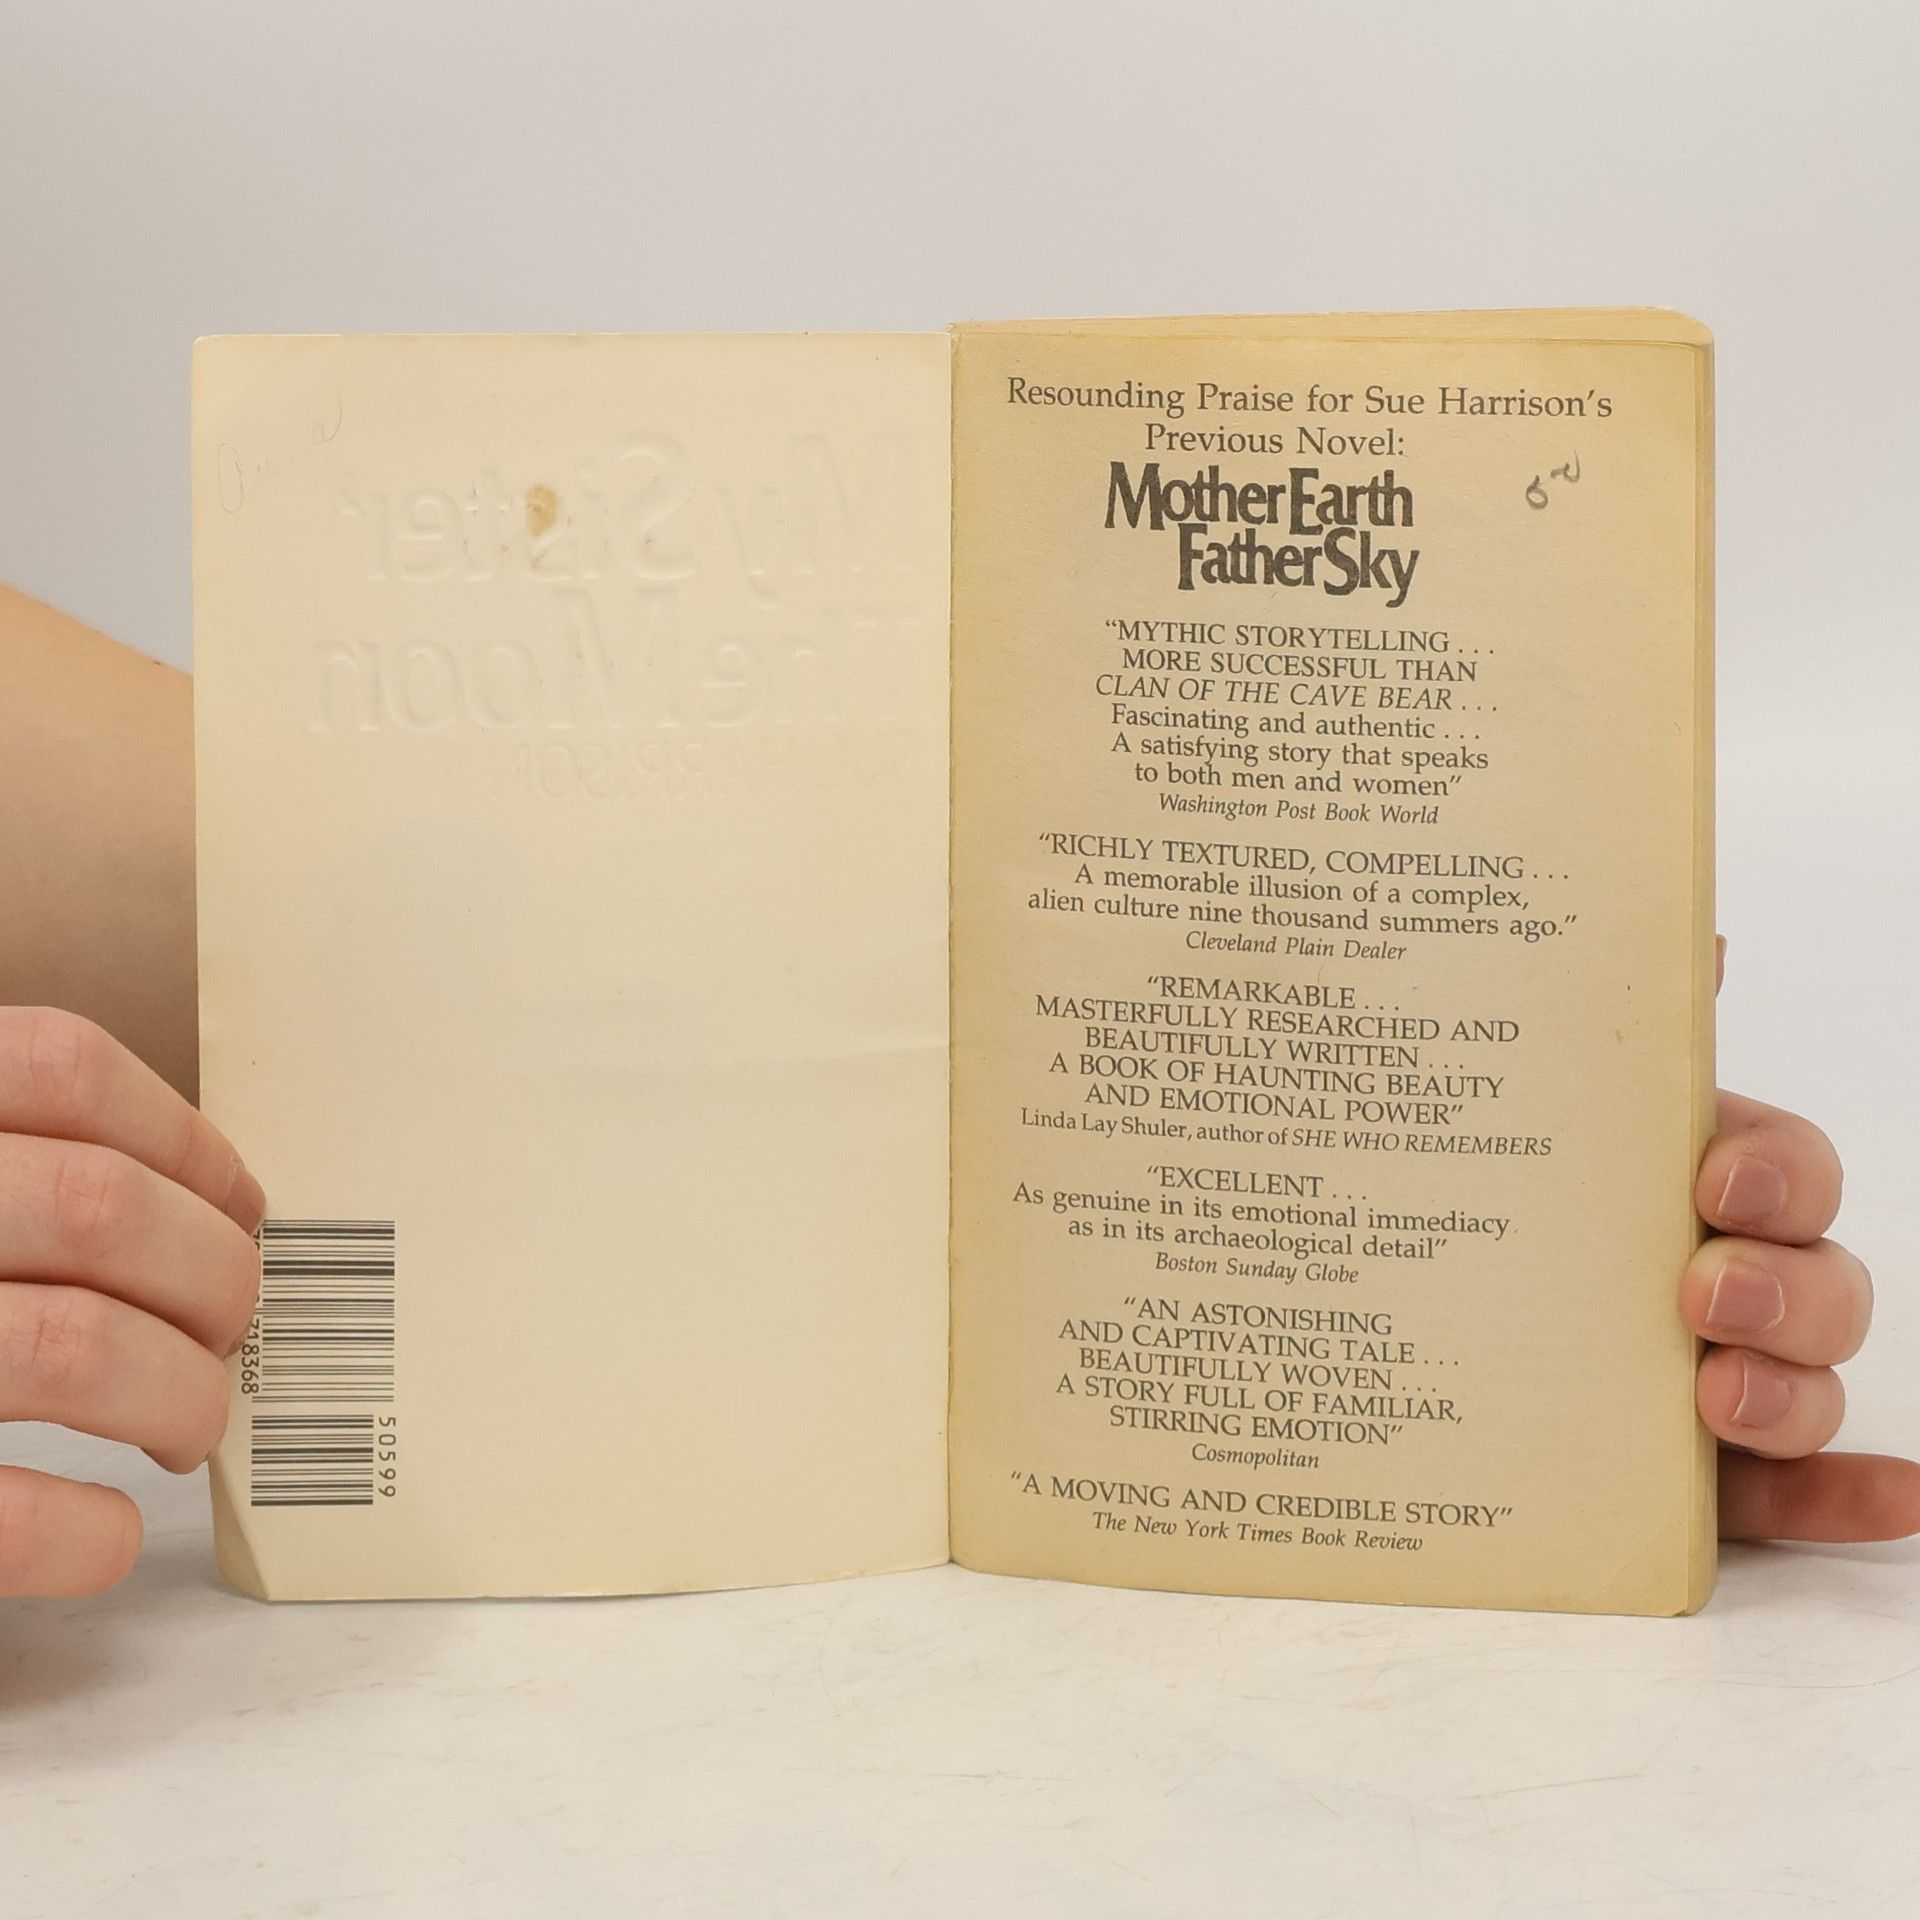 My Sister
The Moon
718368
50599
Resounding Praise for Sue Harrison's
Previous Novel:
Mother Earth
Father Sky
“MYTHIC STORYTELLING . . .
MORE SUCCESSFUL THAN
CLAN OF THE CAVE BEAR . . .
Fascinating and authentic . . .
A satisfying story that speaks
to both men and women”
Washington Post Book World
“RICHLY TEXTURED, COMPELLING . . .
A memorable illusion of a complex,
alien culture nine thousand summers ago.”
Cleveland Plain Dealer
“REMARKABLE . . .
MASTERFULLY RESEARCHED AND
BEAUTIFULLY WRITTEN . . .
A BOOK OF HAUNTING BEAUTY
AND EMOTIONAL POWER”
Linda Lay Shuler, author of SHE WHO REMEMBERS
“EXCELLENT . . .
As genuine in its emotional immediacy
as in its archaeological detail”
Boston Sunday Globe
“AN ASTONISHING
AND CAPTIVATING TALE . . .
BEAUTIFULLY WOVEN . . .
A STORY FULL OF FAMILIAR,
STIRRING EMOTION”
Cosmopolitan
“A MOVING AND CREDIBLE STORY”
The New York Times Book Review